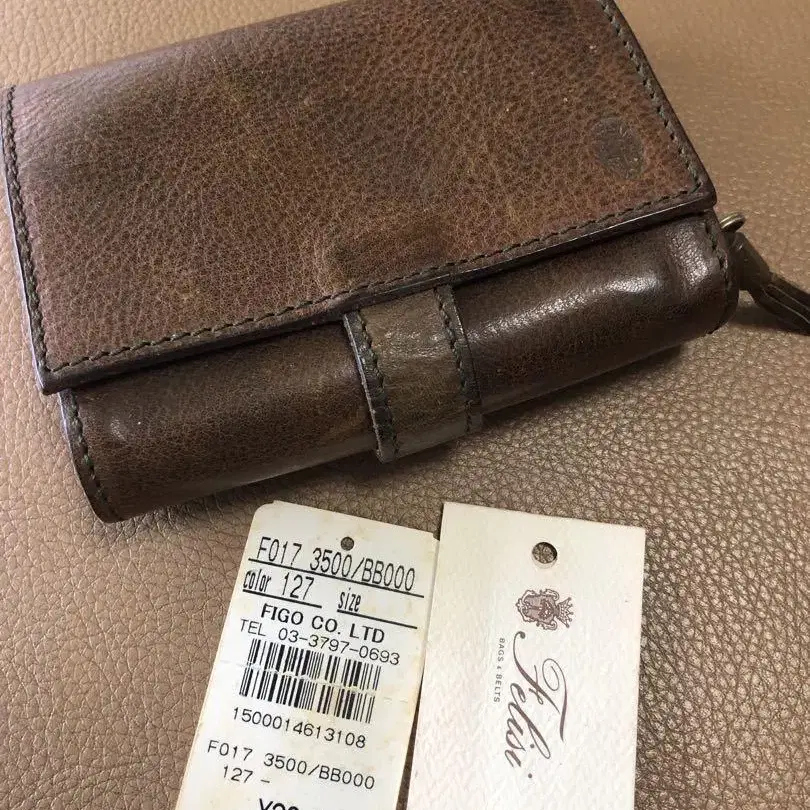 F017 3500/BB000
color 127 size
FIGO CO. LTD
TEL 03-3797-0693
1500014613108
F017 3500/BB000
127 -
Felisi
BAGS & BELTS